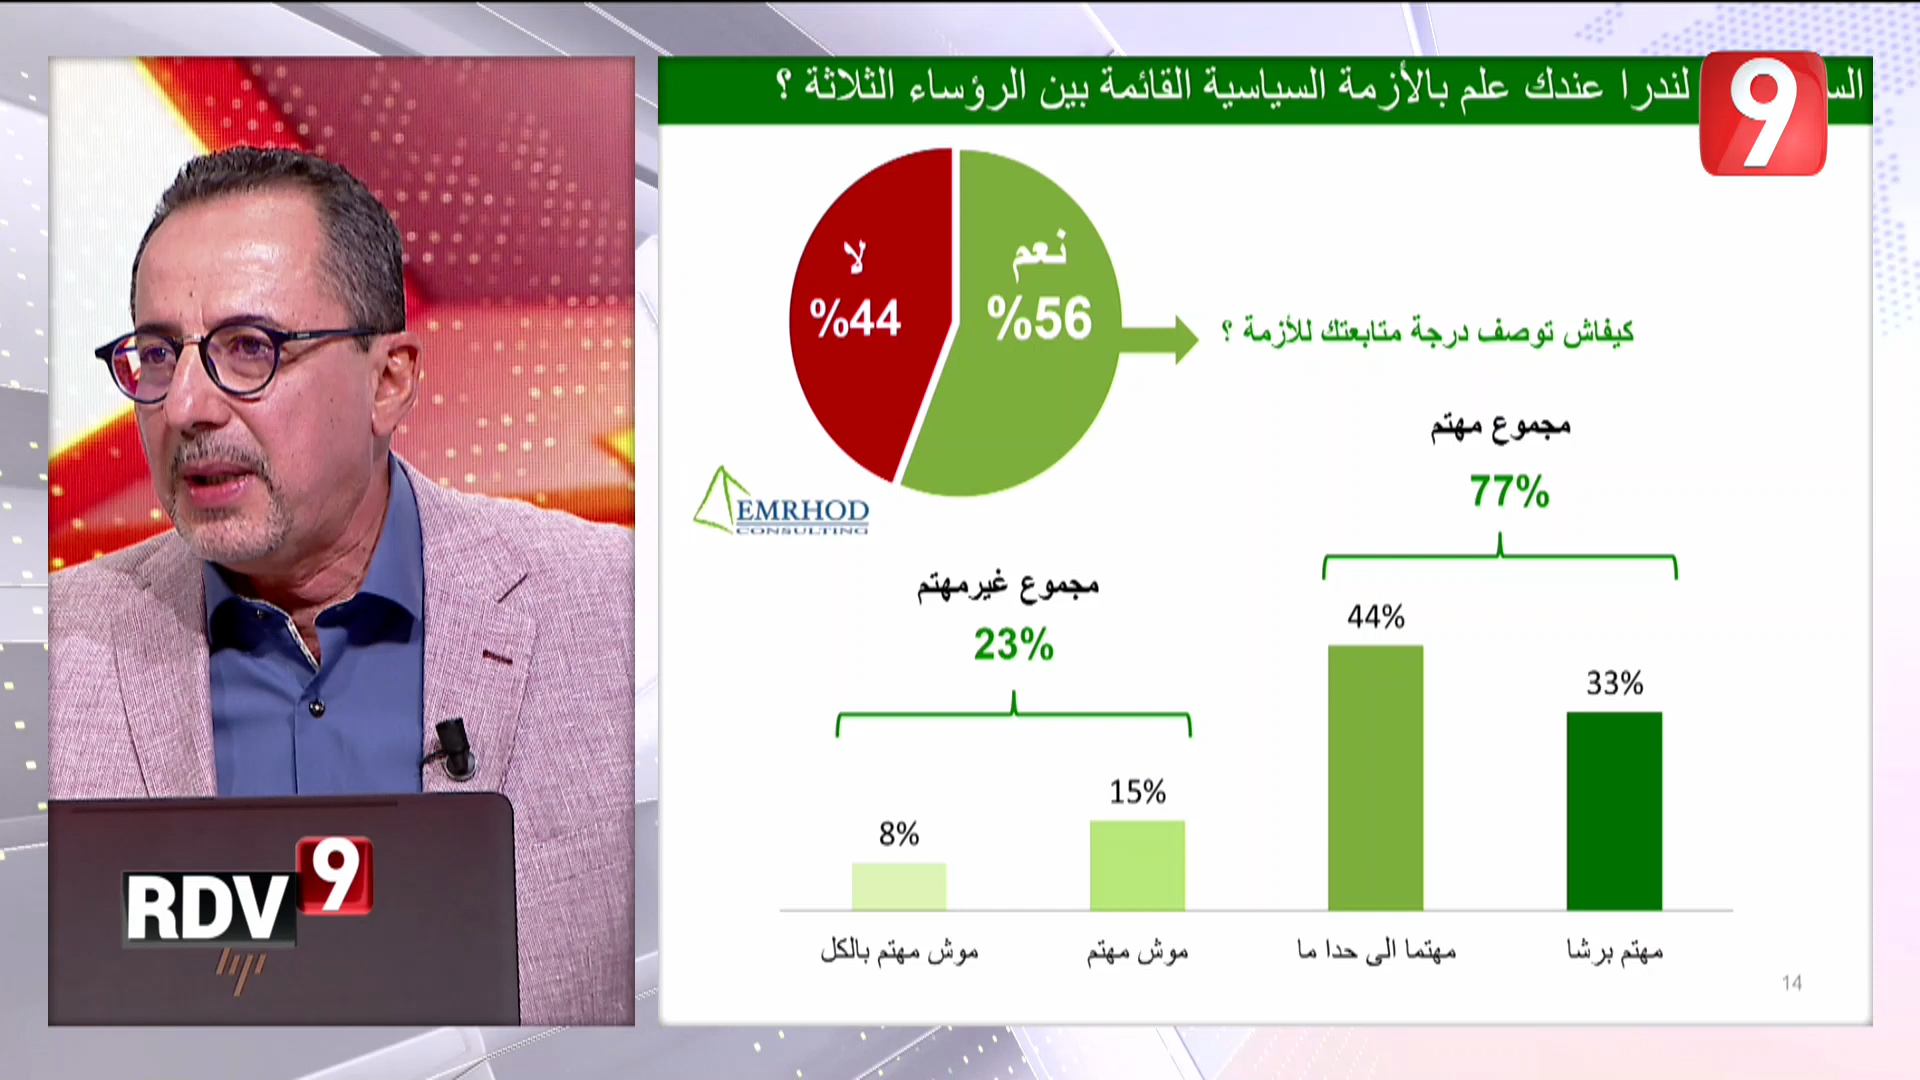 الس لندرا عندك علم بالأزمة السياسية القائمة بين الرؤساء الثلاثة ؟
9
نعم
%56
لا
%44
كيفاش توصف درجة متابعتك للأزمة ؟
مجموع مهتم
77%
EMRHOD
CONSULTING
مجموع غيرمهتم
23%
44%
33%
15%
8%
مهتم برشا
مهتما الى حدا ما
موش مهتم
موش مهتم بالكل
14
RDV 9